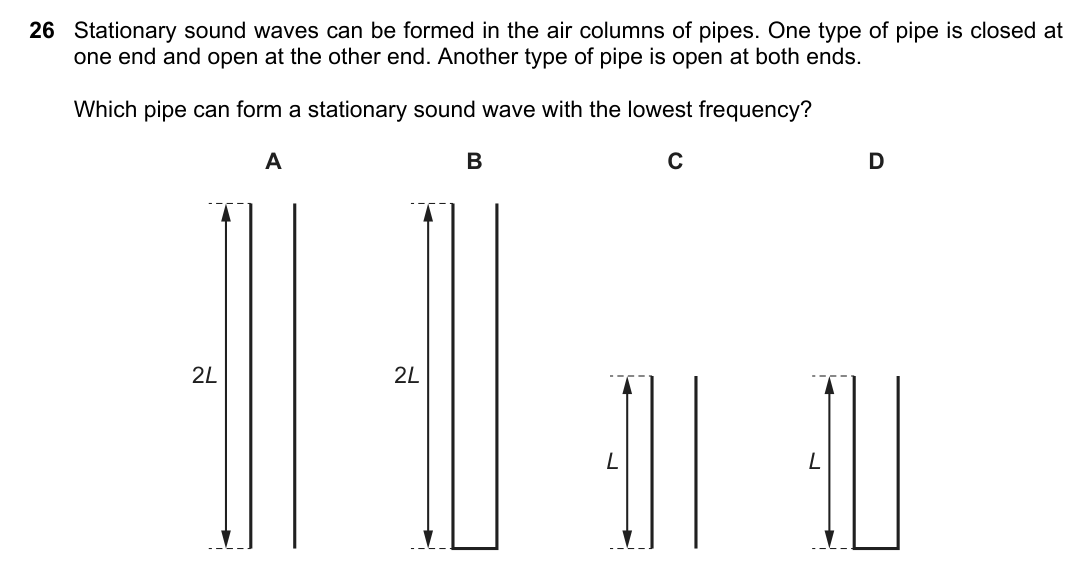 26 Stationary sound waves can be formed in the air columns of pipes. One type of pipe is closed at
one end and open at the other end. Another type of pipe is open at both ends.
Which pipe can form a stationary sound wave with the lowest frequency?
A B C D
2L 2L
L L